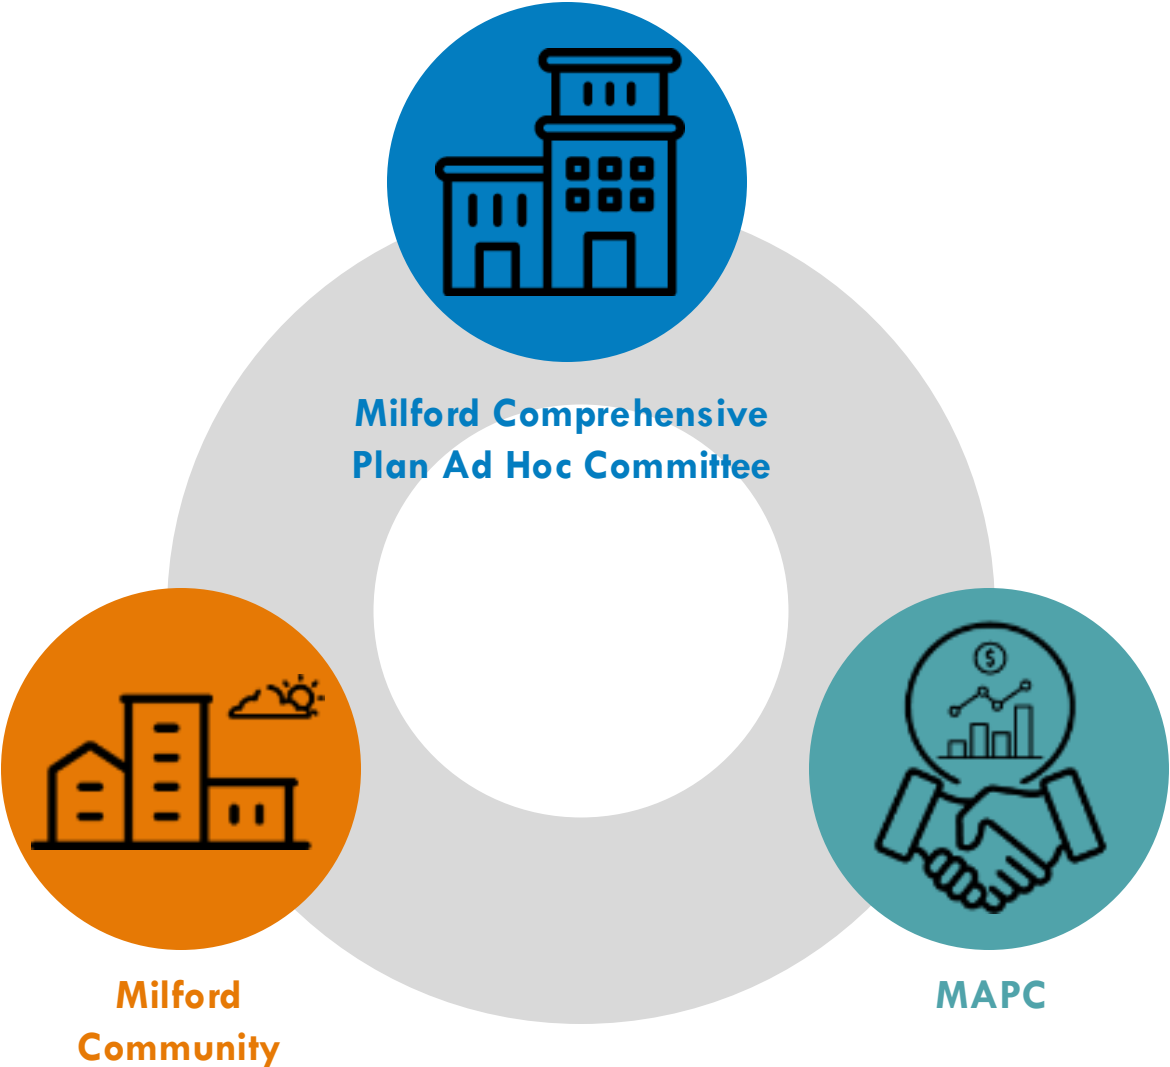 Milford Comprehensive
Plan Ad Hoc Committee
$
Milford
Community
MAPC